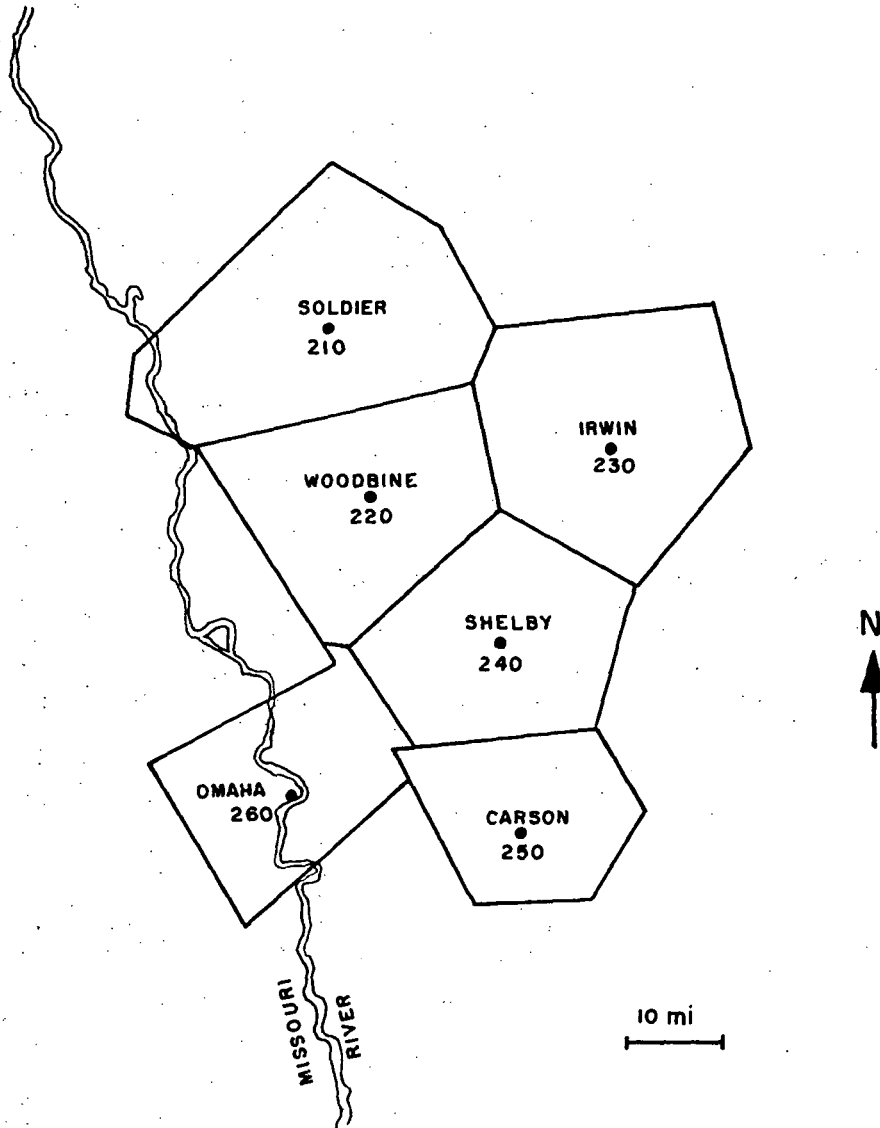 SOLDIER
210
IRWIN
230
WOODBINE
220
SHELBY
240
N
OMAHA
260
CARSON
250
MISSOURI
RIVER
10 mi